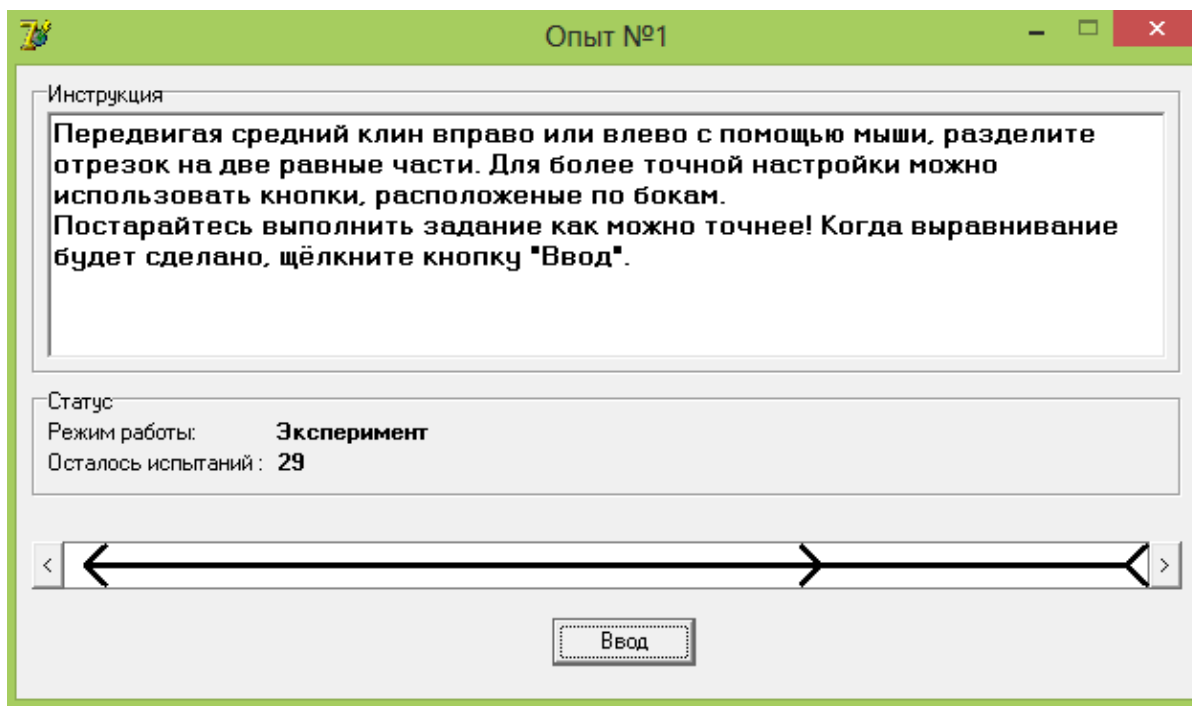 Опыт №1
Инструкция
Передвигая средний клин вправо или влево с помощью мыши, разделите
отрезок на две равные части. Для более точной настройки можно
использовать кнопки, расположеные по бокам.
Постарайтесь выполнить задание как можно точнее! Когда выравнивание
будет сделано, щёлкните кнопку "Ввод".
Статус
Режим работы: Эксперимент
Осталось испытаний : 29
< >
Ввод